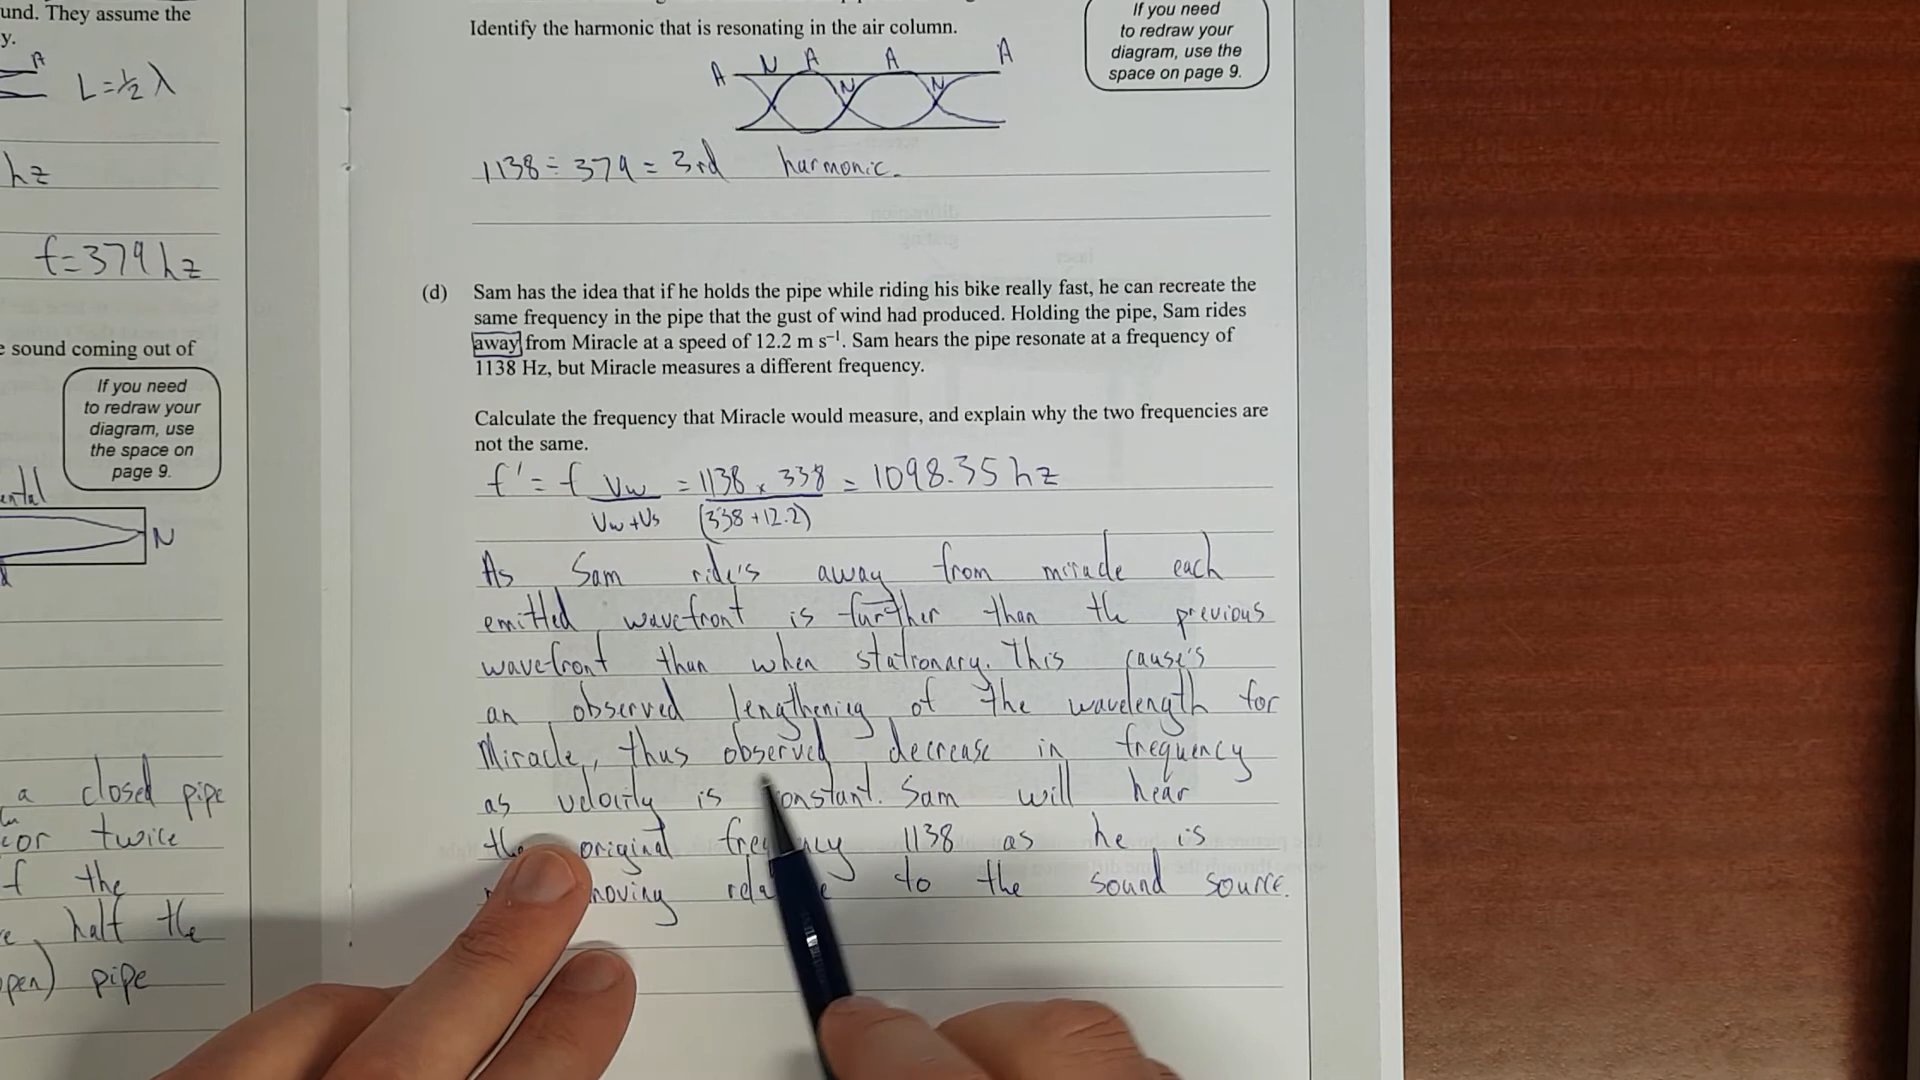 und. They assume the
y.
A
L = ½ λ
hz
f = 379 hz
e sound coming out of
If you need
to redraw your
diagram, use
the space on
page 9.
ental
N
a closed pipe
or twice
f the
e, half the
pen) pipe
Identify the harmonic that is resonating in the air column.
If you need
to redraw your
diagram, use the
space on page 9.
A N A A A
N N
1138 ÷ 379 = 3rd harmonic.
(d) Sam has the idea that if he holds the pipe while riding his bike really fast, he can recreate the
same frequency in the pipe that the gust of wind had produced. Holding the pipe, Sam rides
away from Miracle at a speed of 12.2 m s⁻¹. Sam hears the pipe resonate at a frequency of
1138 Hz, but Miracle measures a different frequency.
Calculate the frequency that Miracle would measure, and explain why the two frequencies are
not the same.
f' = f Vw = 1138 × 338 = 1098.35 hz
Vw + Vs (338 + 12.2)
As Sam ride's away from miracle each
emitted wavefront is further than the previous
wavefront than when stationary. This cause's
an observed lengthening of the wavelength for
Miracle, thus observed decrease in frequency
as velocity is constant. Sam will hear
the original frequency 1138 as he is
moving to the sound source.